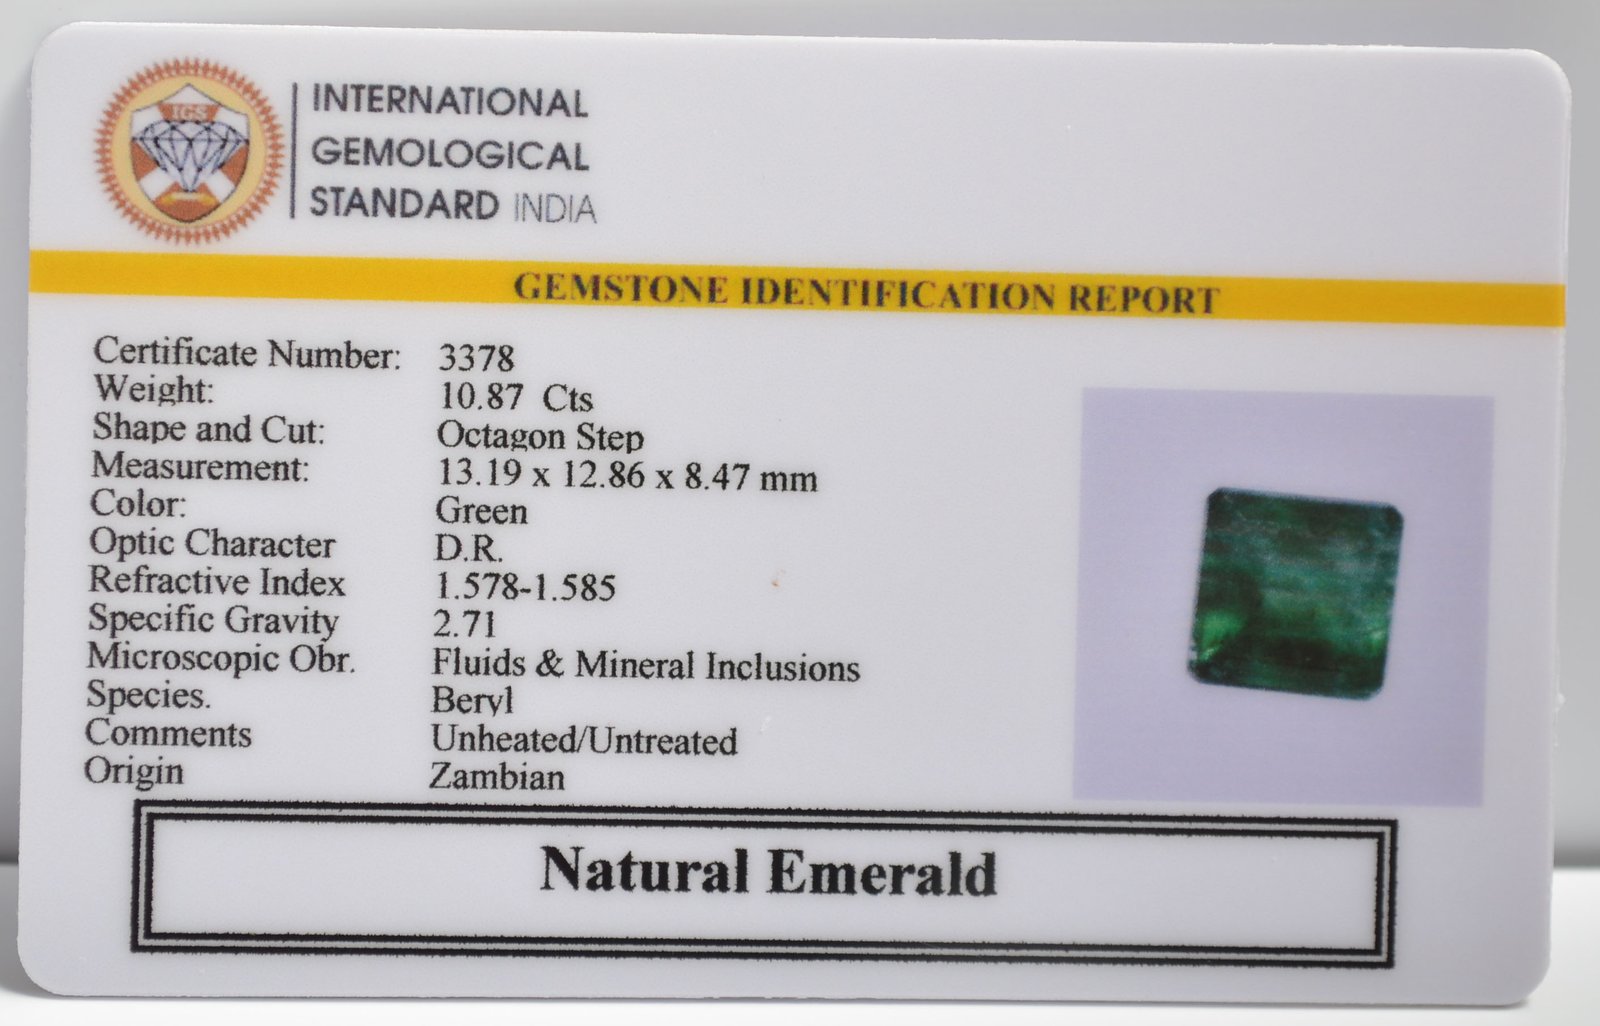 IGS
INTERNATIONAL
GEMOLOGICAL
STANDARD INDIA
GEMSTONE IDENTIFICATION REPORT
Certificate Number: 3378
Weight: 10.87 Cts
Shape and Cut: Octagon Step
Measurement: 13.19 x 12.86 x 8.47 mm
Color: Green
Optic Character D.R.
Refractive Index 1.578-1.585
Specific Gravity 2.71
Microscopic Obr. Fluids & Mineral Inclusions
Species. Beryl
Comments Unheated/Untreated
Origin Zambian
Natural Emerald